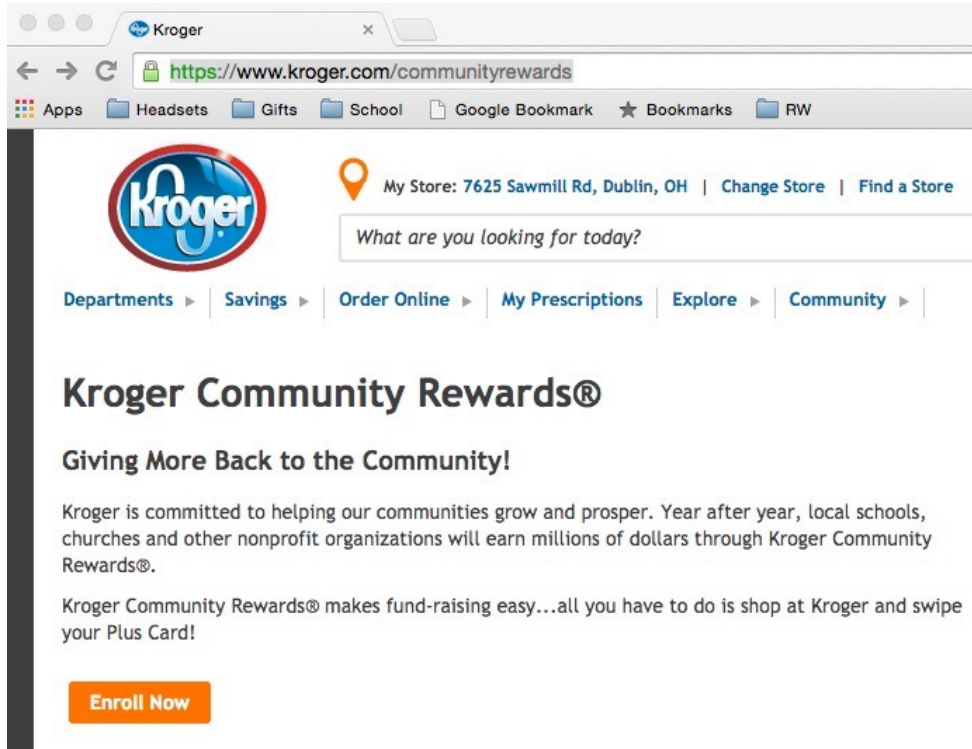 Kroger
https://www.kroger.com/communityrewards
Apps Headsets Gifts School Google Bookmark Bookmarks RW
Kroger
My Store: 7625 Sawmill Rd, Dublin, OH | Change Store | Find a Store
What are you looking for today?
Departments Savings Order Online My Prescriptions Explore Community
Kroger Community Rewards®
Giving More Back to the Community!
Kroger is committed to helping our communities grow and prosper. Year after year, local schools,
churches and other nonprofit organizations will earn millions of dollars through Kroger Community
Rewards®.
Kroger Community Rewards® makes fund-raising easy...all you have to do is shop at Kroger and swipe
your Plus Card!
Enroll Now